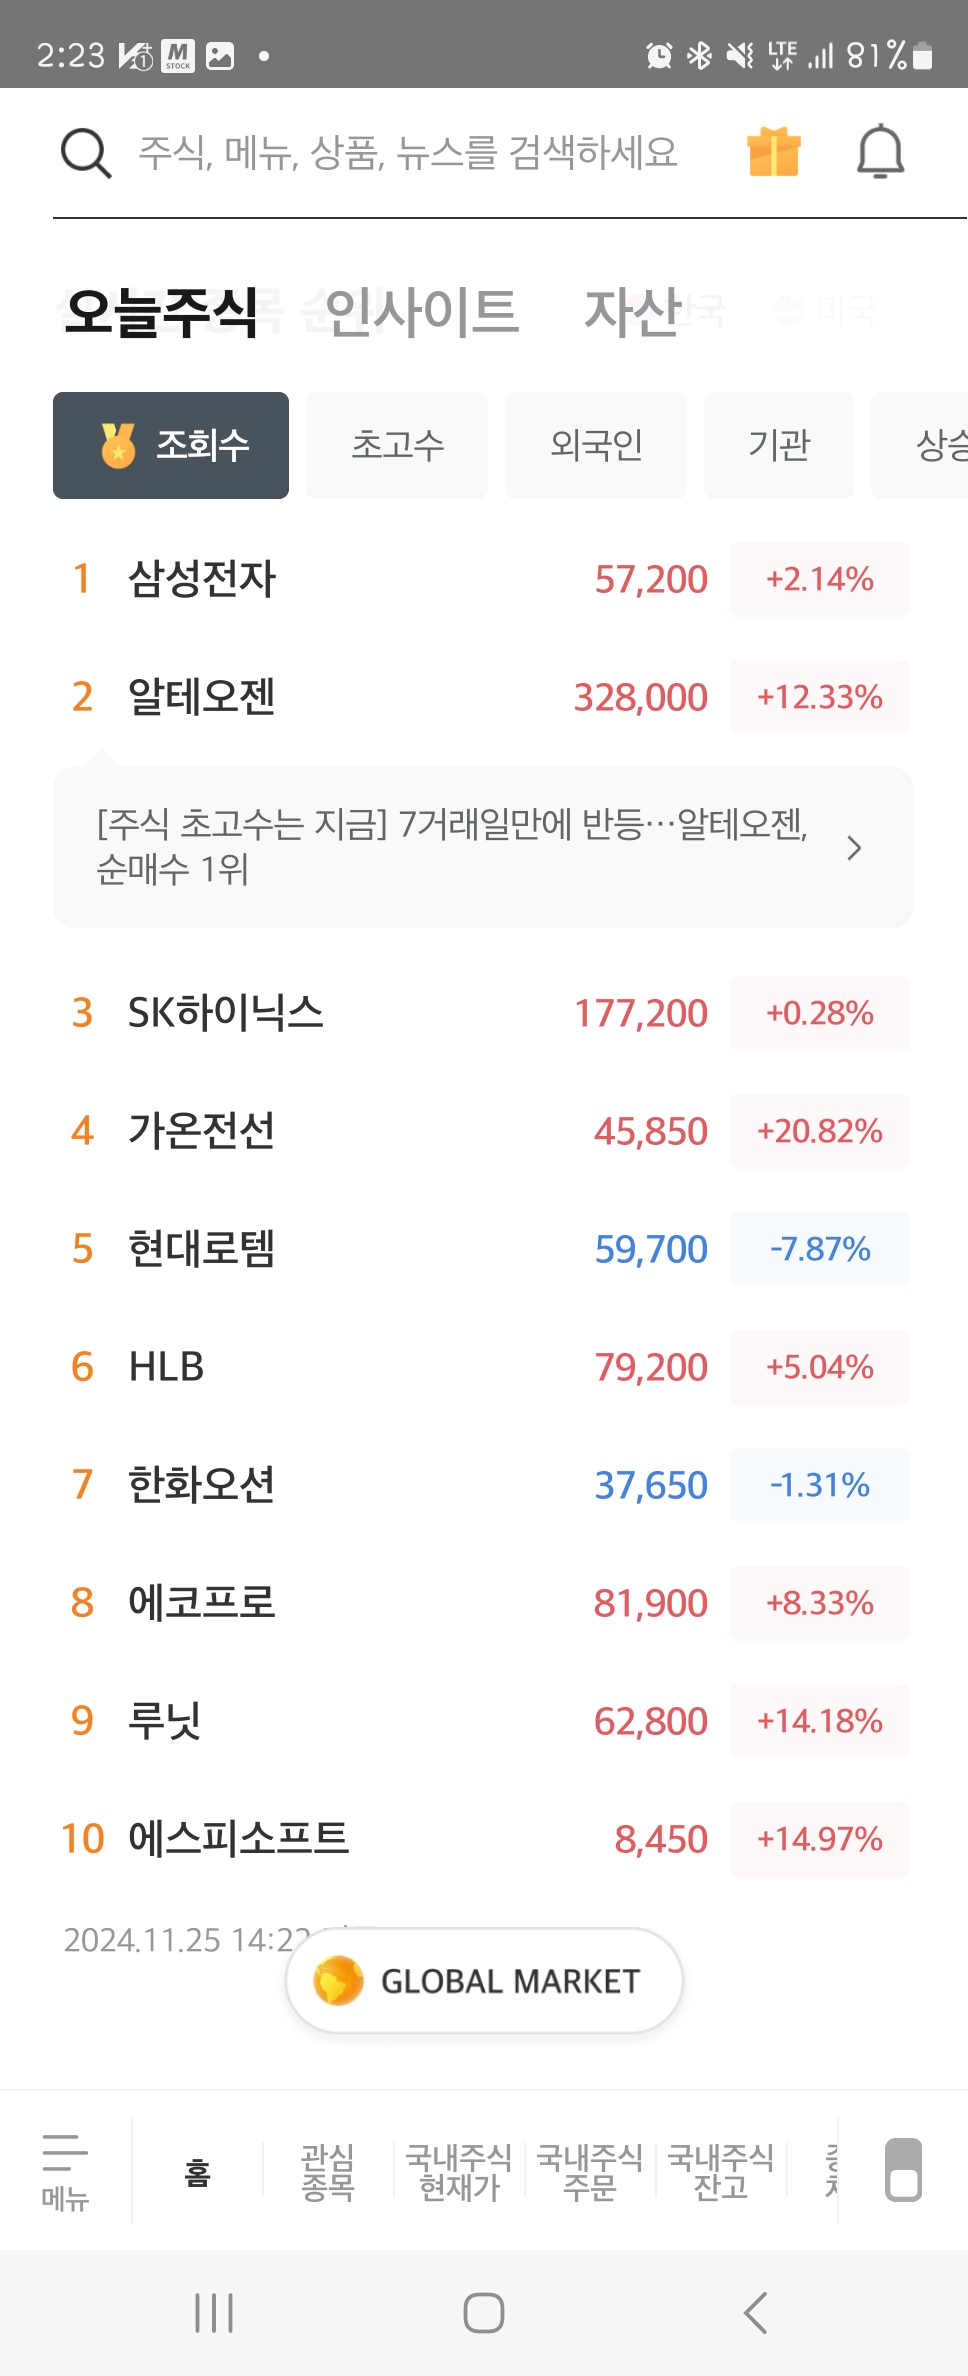 2:23 M STOCK LTE 81%
주식, 메뉴, 상품, 뉴스를 검색하세요
오늘주식 인사이트 자산 한국 미국
조회수 초고수 외국인 기관 상승
1 삼성전자 57,200 +2.14%
2 알테오젠 328,000 +12.33%
[주식 초고수는 지금] 7거래일만에 반등…알테오젠,
순매수 1위
3 SK하이닉스 177,200 +0.28%
4 가온전선 45,850 +20.82%
5 현대로템 59,700 -7.87%
6 HLB 79,200 +5.04%
7 한화오션 37,650 -1.31%
8 에코프로 81,900 +8.33%
9 루닛 62,800 +14.18%
10 에스피소프트 8,450 +14.97%
2024.11.25 14:22
GLOBAL MARKET
메뉴 홈 관심 종목 국내주식 현재가 국내주식 주문 국내주식 잔고